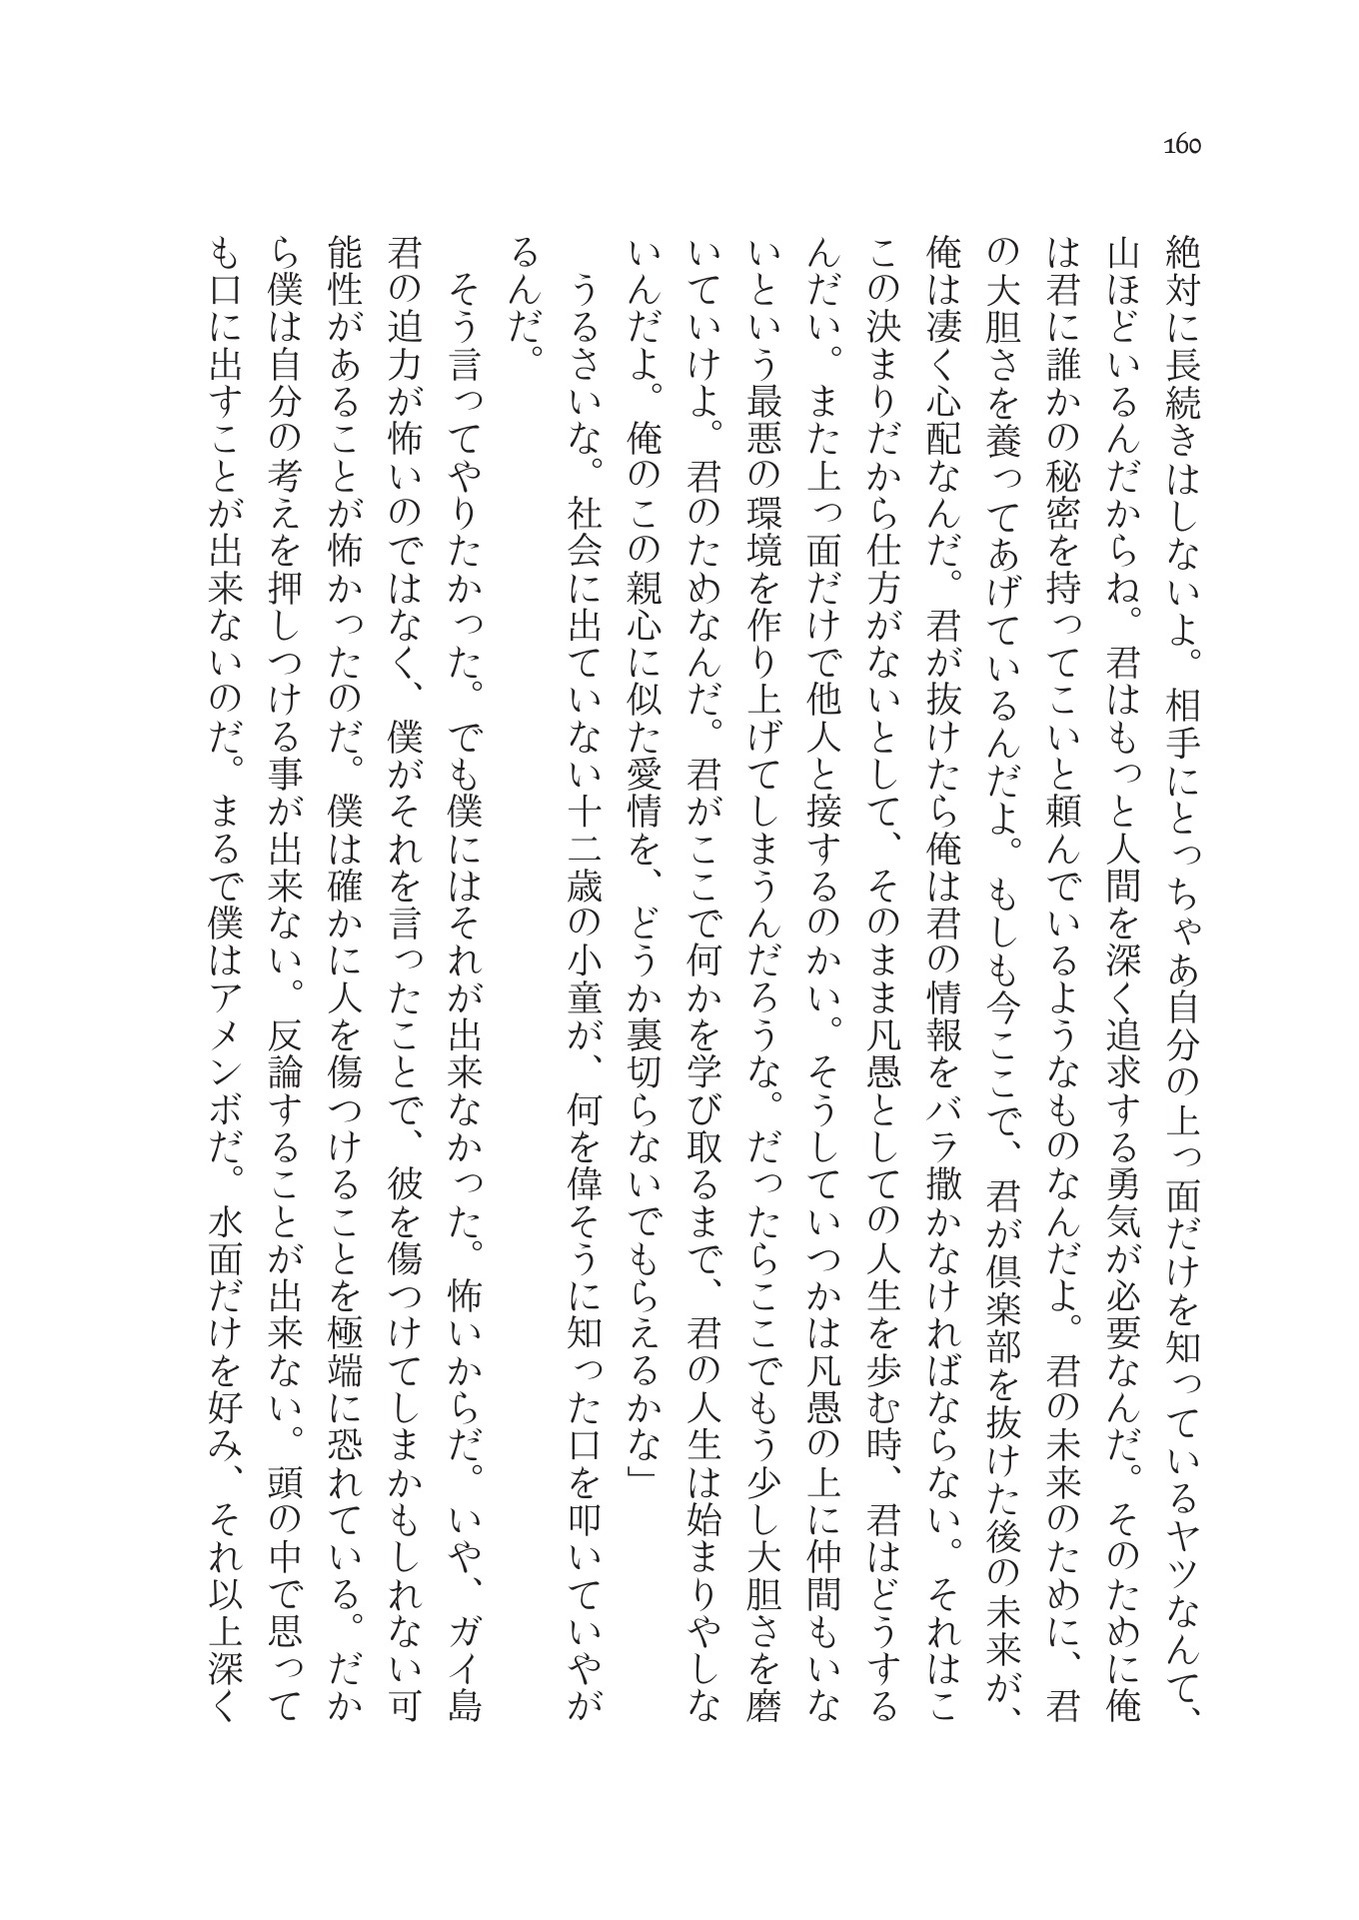 160
絶対に長続きはしないよ。相手にとっちゃあ自分の上っ面だけを知っているヤツなんて、
山ほどいるんだからね。君はもっと人間を深く追求する勇気が必要なんだ。そのために俺
は君に誰かの秘密を持ってこいと頼んでいるようなものなんだよ。君の未来のために、君
の大胆さを養ってあげているんだよ。もしも今ここで、君が倶楽部を抜けた後の未来が、
俺は凄く心配なんだ。君が抜けたら俺は君の情報をバラ撒かなければならない。それはこ
この決まりだから仕方がないとして、そのまま凡愚としての人生を歩む時、君はどうする
んだい。また上っ面だけで他人と接するのかい。そうしていつかは凡愚の上に仲間もいな
いという最悪の環境を作り上げてしまうんだろうな。だったらここでもう少し大胆さを磨
いていけよ。君のためなんだ。君がここで何かを学び取るまで、君の人生は始まりやしな
いんだよ。俺のこの親心に似た愛情を、どうか裏切らないでもらえるかな」
うるさいな。社会に出ていない十二歳の小童が、何を偉そうに知った口を叩いていやが
るんだ。
そう言ってやりたかった。でも僕にはそれが出来なかった。怖いからだ。いや、ガイ島
君の迫力が怖いのではなく、僕がそれを言ったことで、彼を傷つけてしまかもしれない可
能性があることが怖かったのだ。僕は確かに人を傷つけることを極端に恐れている。だか
ら僕は自分の考えを押しつける事が出来ない。反論することが出来ない。頭の中で思って
も口に出すことが出来ないのだ。まるで僕はアメンボだ。水面だけを好み、それ以上深く